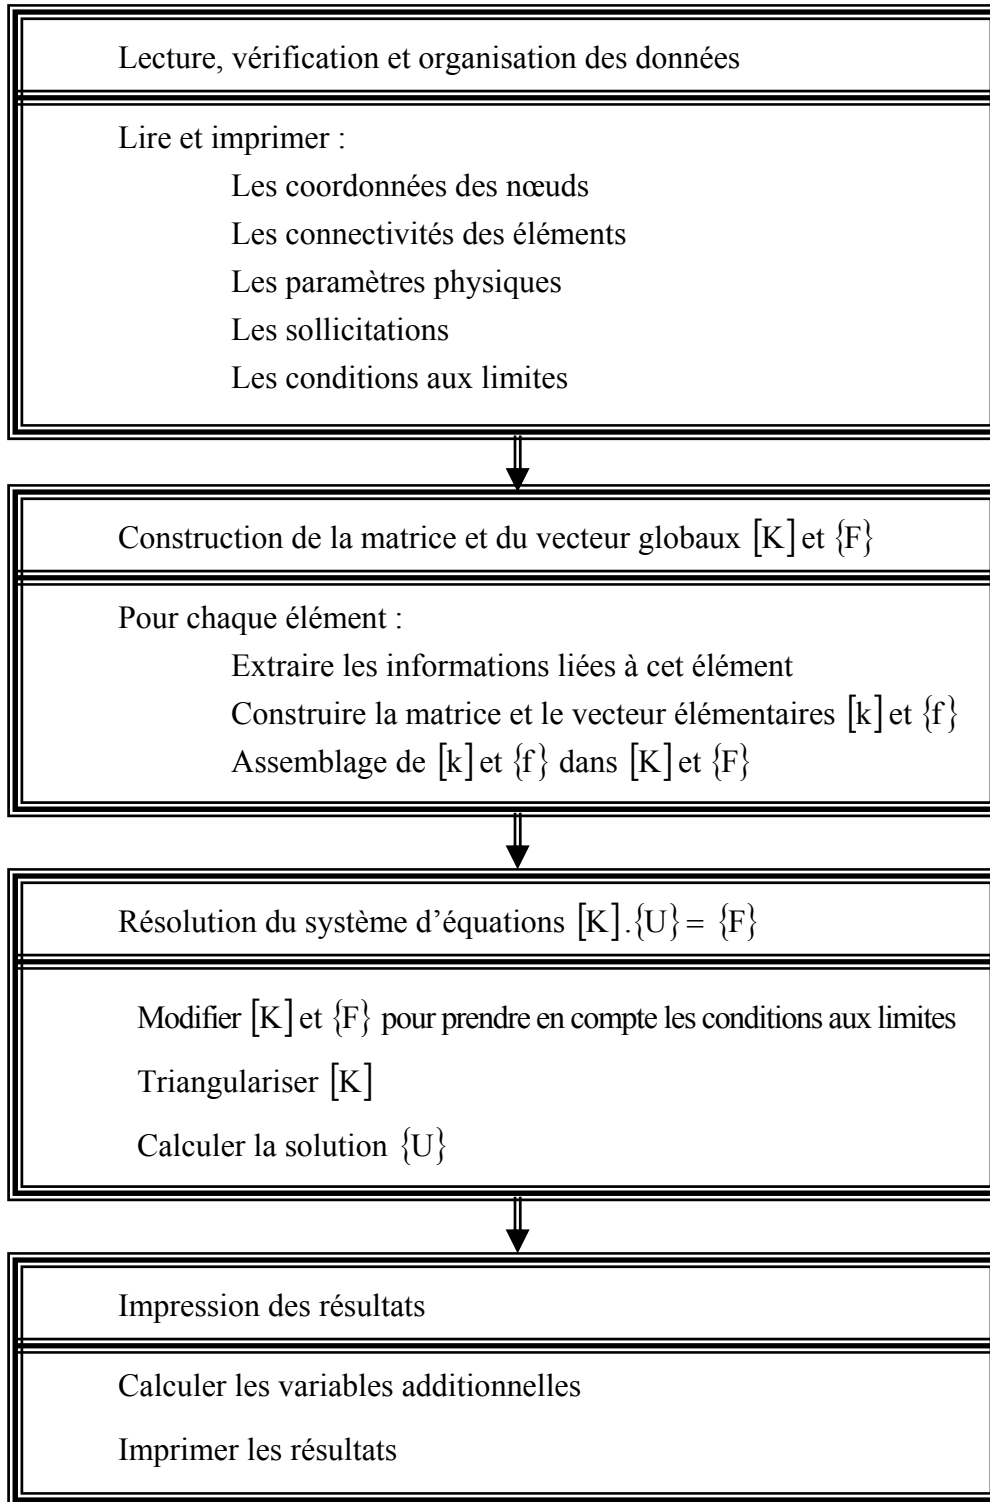 Lecture, vérification et organisation des données
Lire et imprimer :
Les coordonnées des nœuds
Les connectivités des éléments
Les paramètres physiques
Les sollicitations
Les conditions aux limites
Construction de la matrice et du vecteur globaux [K] et {F}
Pour chaque élément :
Extraire les informations liées à cet élément
Construire la matrice et le vecteur élémentaires [k] et {f}
Assemblage de [k] et {f} dans [K] et {F}
Résolution du système d’équations [K].{U} = {F}
Modifier [K] et {F} pour prendre en compte les conditions aux limites
Triangulariser [K]
Calculer la solution {U}
Impression des résultats
Calculer les variables additionnelles
Imprimer les résultats